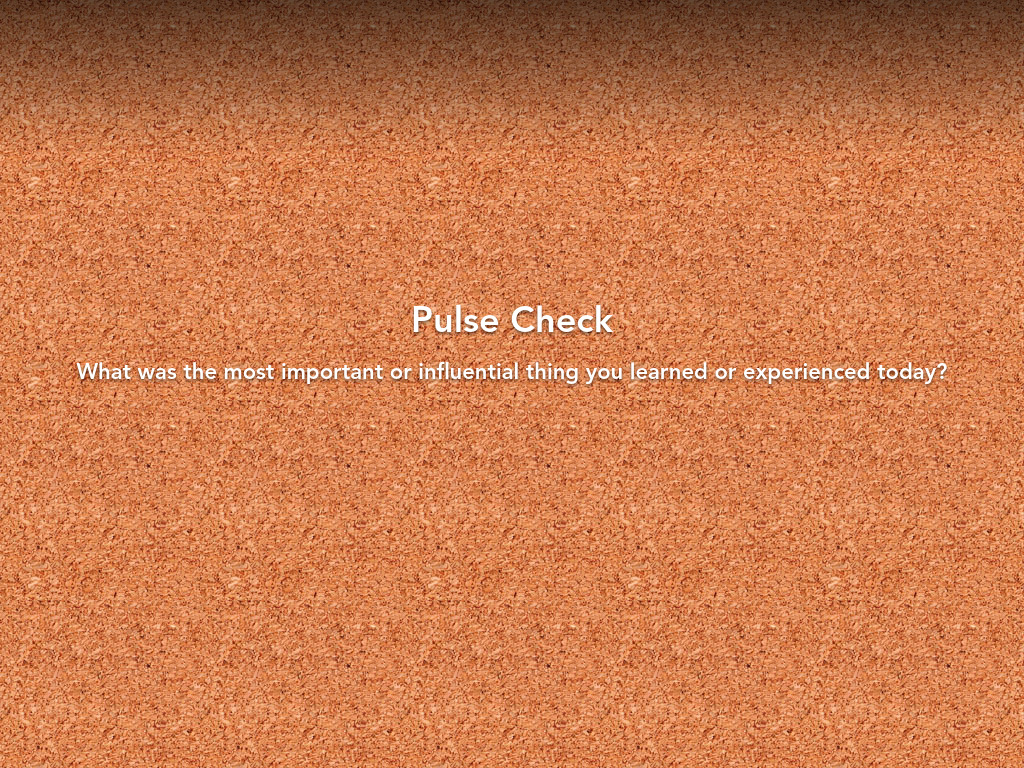 Pulse Check
What was the most important or influential thing you learned or experienced today?